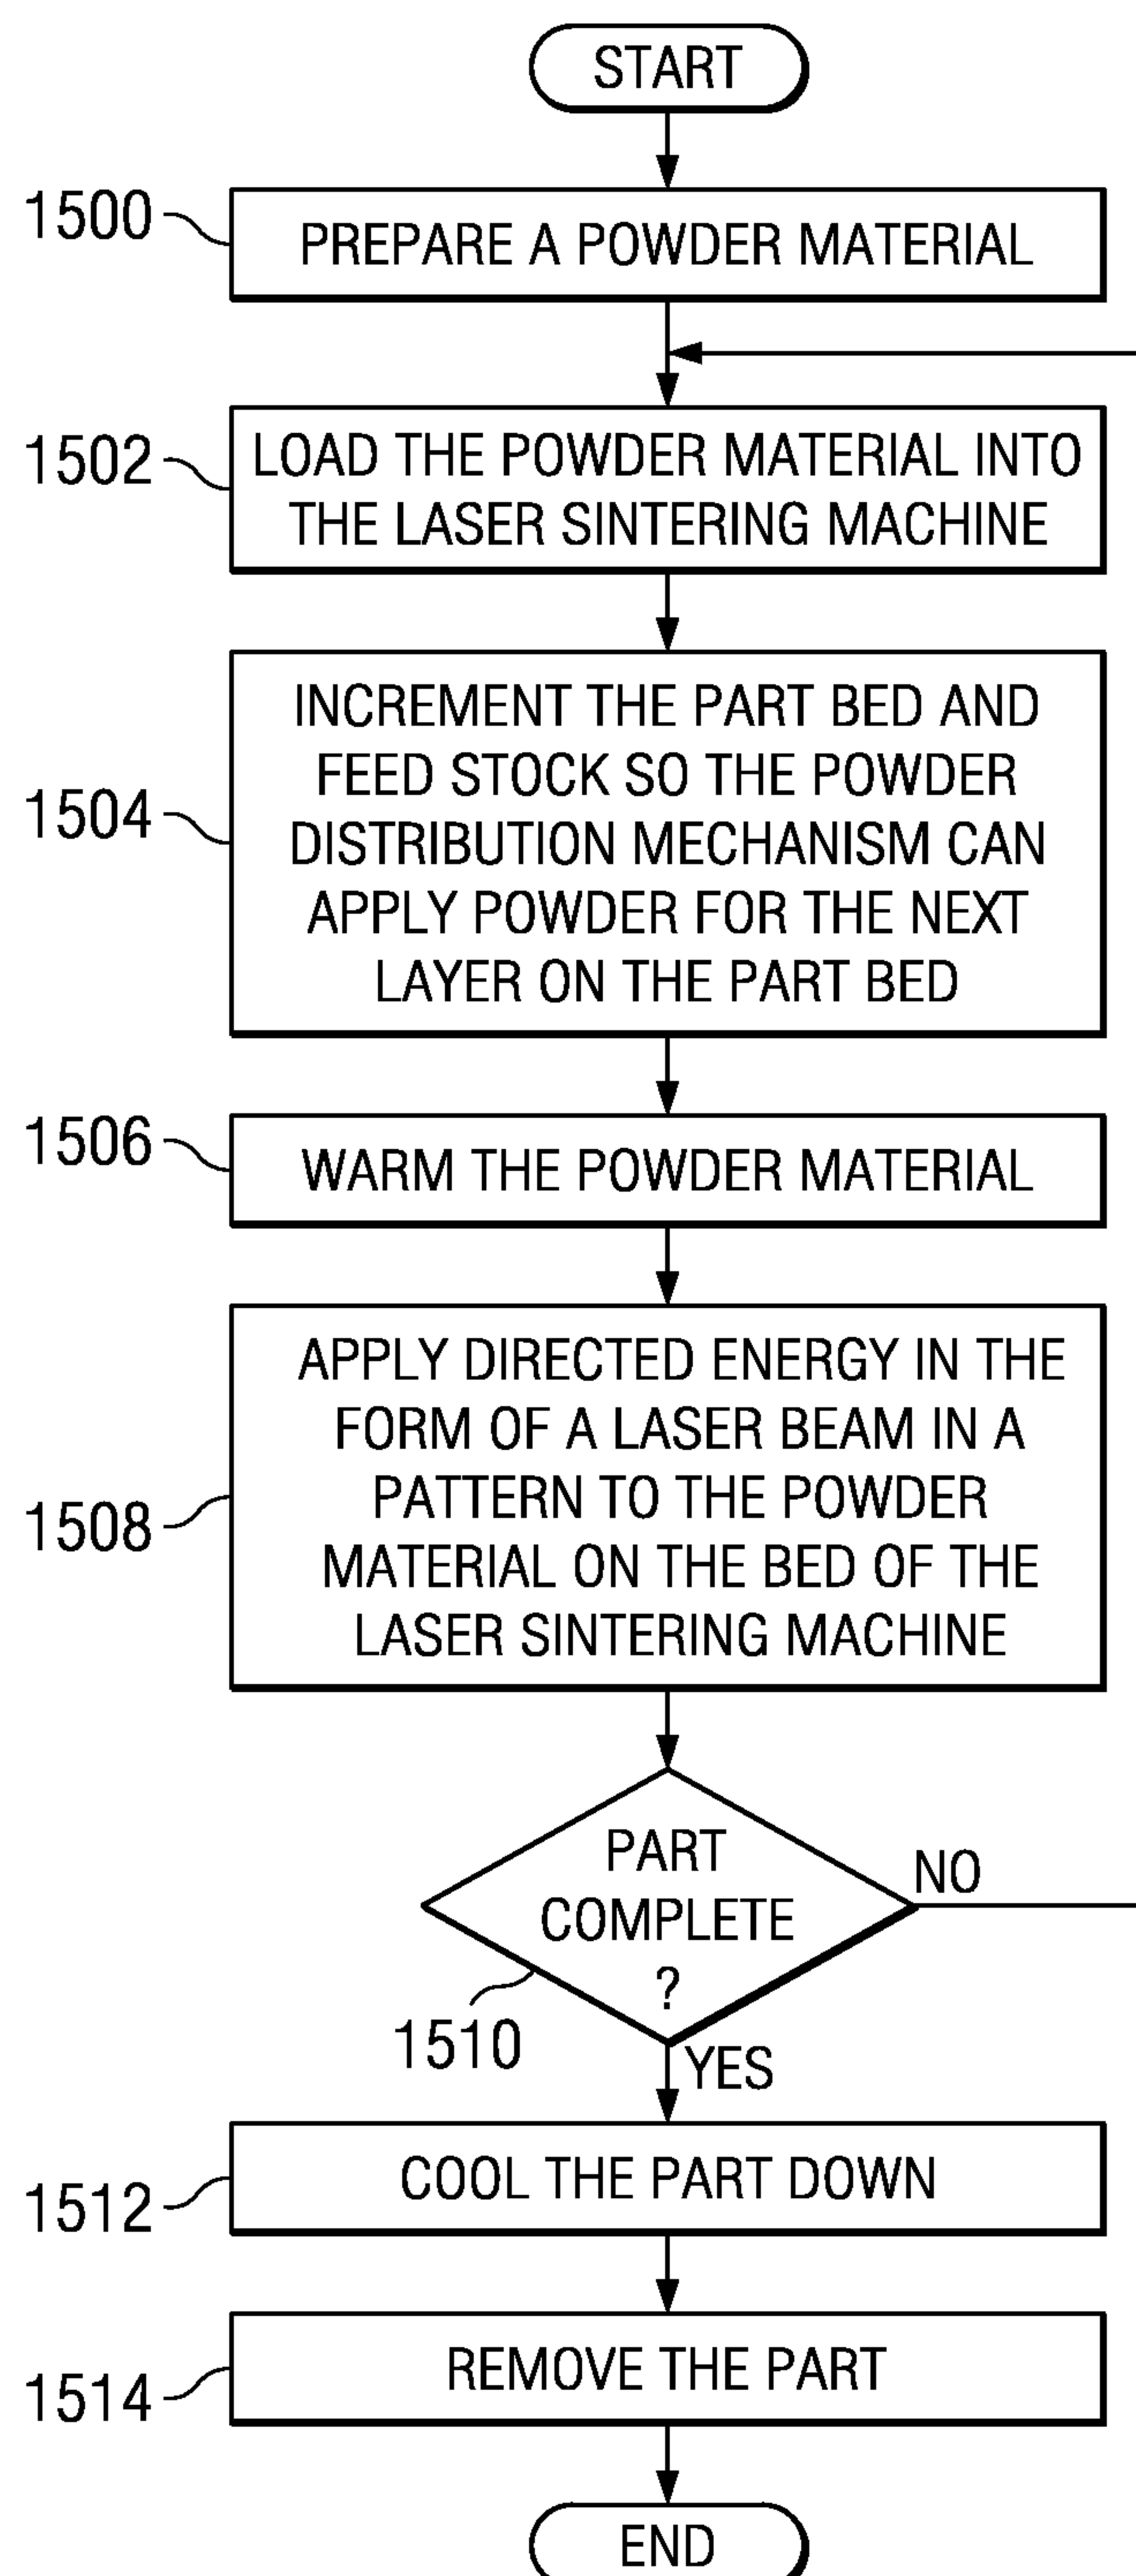 START
1500
PREPARE A POWDER MATERIAL
1502
LOAD THE POWDER MATERIAL INTO
THE LASER SINTERING MACHINE
1504
INCREMENT THE PART BED AND
FEED STOCK SO THE POWDER
DISTRIBUTION MECHANISM CAN
APPLY POWDER FOR THE NEXT
LAYER ON THE PART BED
1506
WARM THE POWDER MATERIAL
1508
APPLY DIRECTED ENERGY IN THE
FORM OF A LASER BEAM IN A
PATTERN TO THE POWDER
MATERIAL ON THE BED OF THE
LASER SINTERING MACHINE
PART
COMPLETE
?
NO
1510
YES
1512
COOL THE PART DOWN
1514
REMOVE THE PART
END